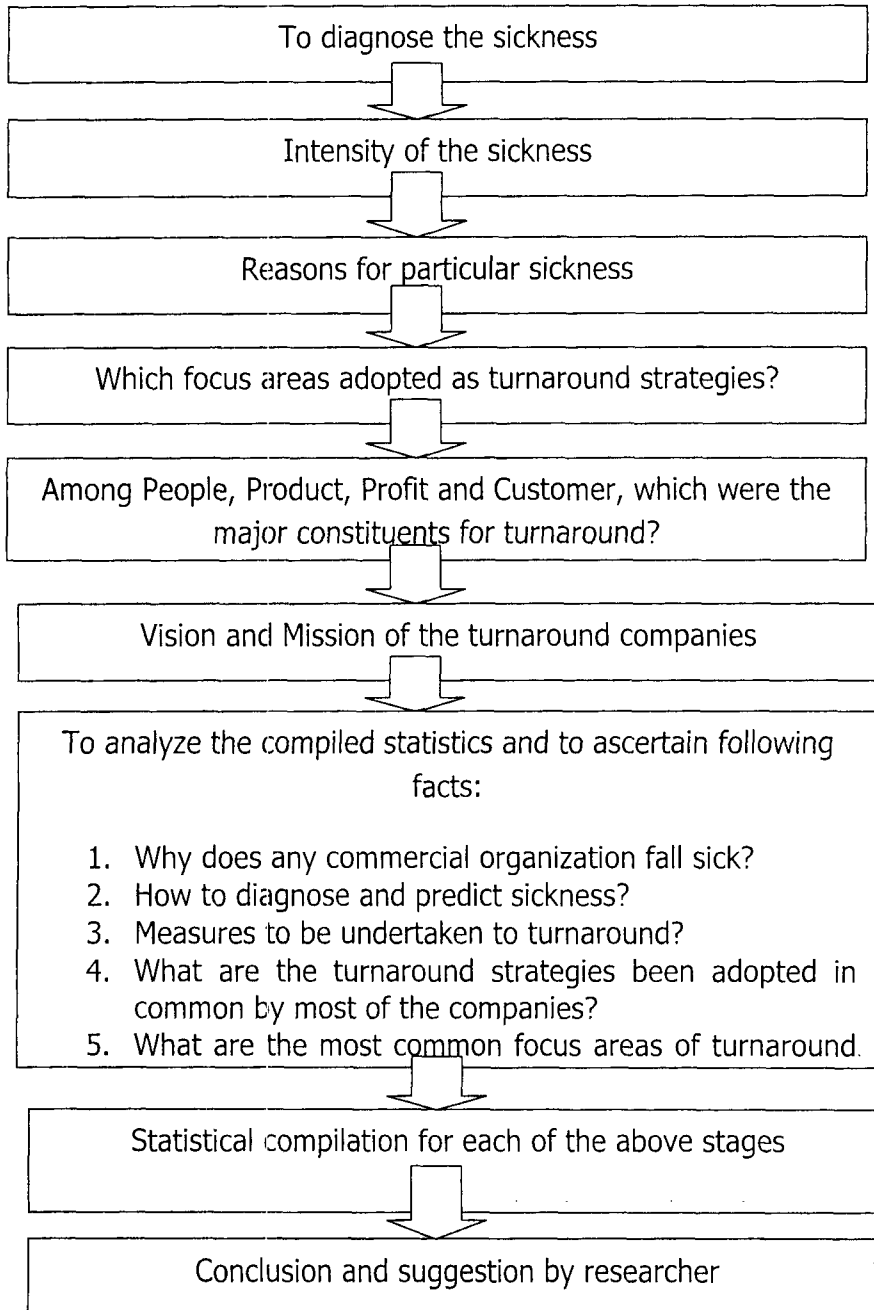 To diagnose the sickness
Intensity of the sickness
Reasons for particular sickness
Which focus areas adopted as turnaround strategies?
Among People, Product, Profit and Customer, which were the
major constituents for turnaround?
Vision and Mission of the turnaround companies
To analyze the compiled statistics and to ascertain following
facts:
1. Why does any commercial organization fall sick?
2. How to diagnose and predict sickness?
3. Measures to be undertaken to turnaround?
4. What are the turnaround strategies been adopted in
common by most of the companies?
5. What are the most common focus areas of turnaround.
Statistical compilation for each of the above stages
Conclusion and suggestion by researcher